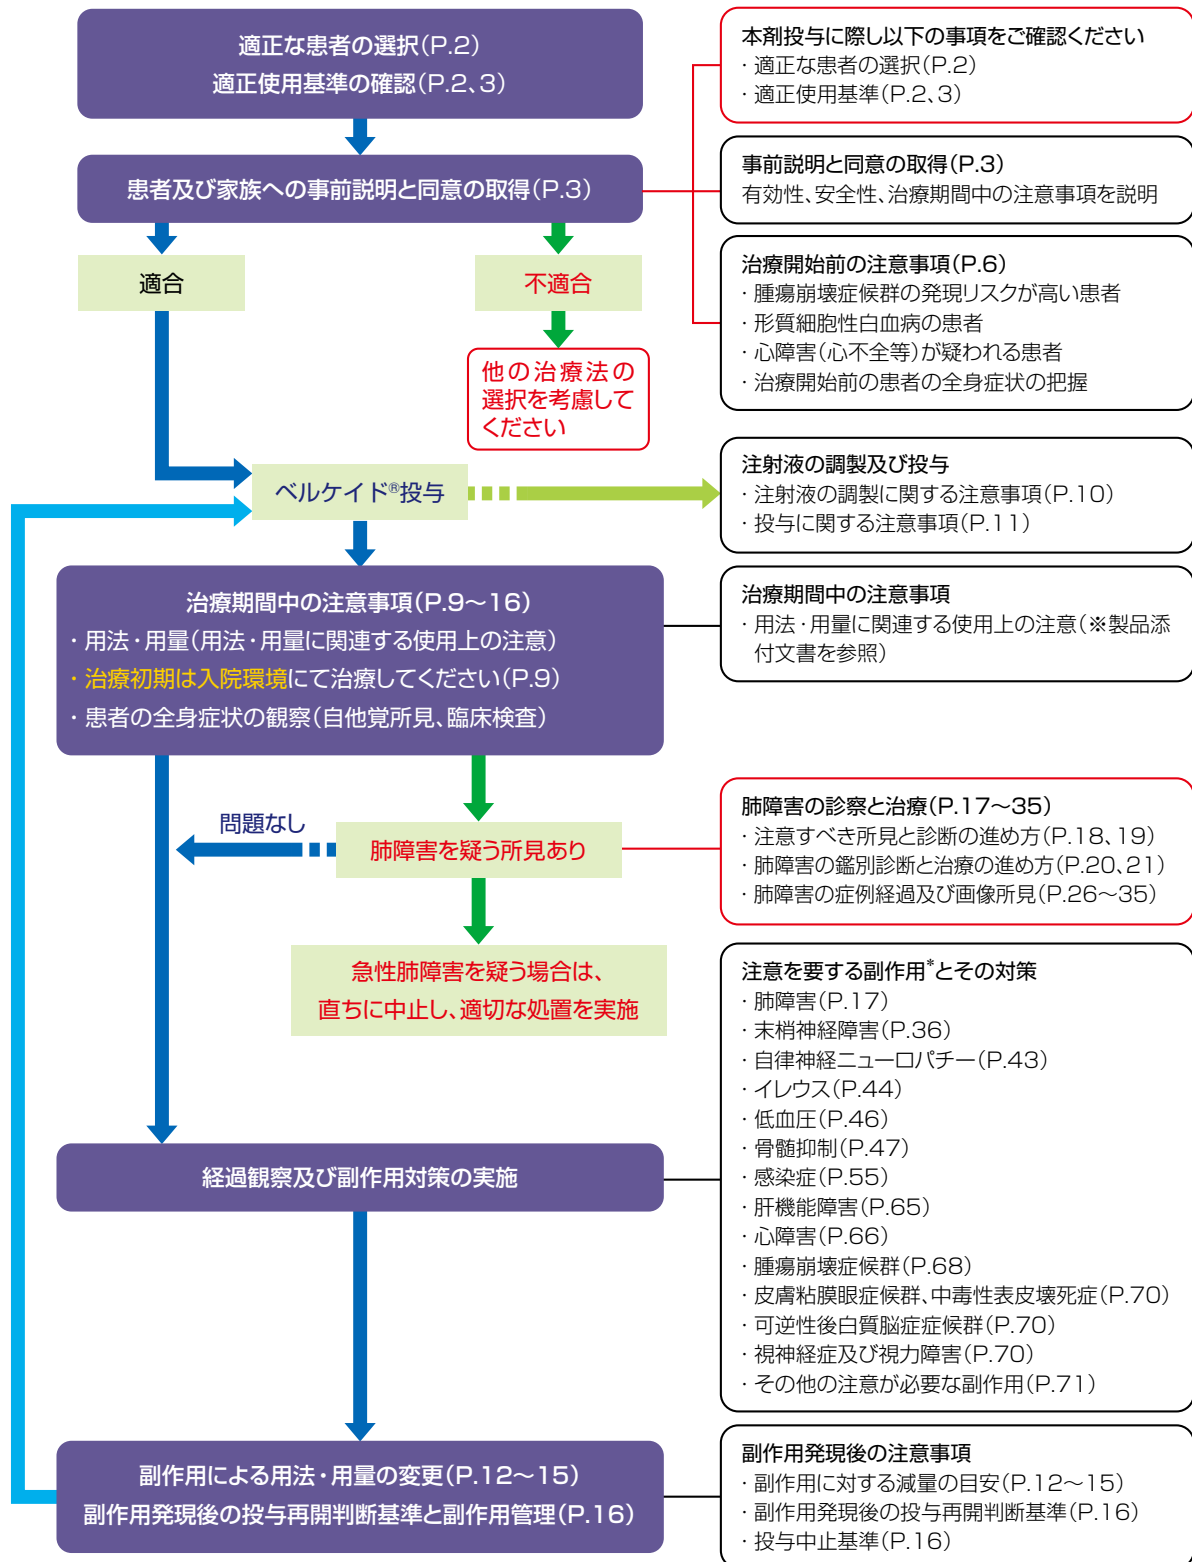 適正な患者の選択(P.2)
適正使用基準の確認(P.2、3)
本剤投与に際し以下の事項をご確認ください
・適正な患者の選択(P.2)
・適正使用基準(P.2、3)
患者及び家族への事前説明と同意の取得(P.3)
事前説明と同意の取得(P.3)
有効性、安全性、治療期間中の注意事項を説明
適合
不適合
他の治療法の
選択を考慮して
ください
治療開始前の注意事項(P.6)
・腫瘍崩壊症候群の発現リスクが高い患者
・形質細胞性白血病の患者
・心障害(心不全等)が疑われる患者
・治療開始前の患者の全身症状の把握
ベルケイド®投与
注射液の調製及び投与
・注射液の調製に関する注意事項(P.10)
・投与に関する注意事項(P.11)
治療期間中の注意事項(P.9〜16)
・用法・用量(用法・用量に関連する使用上の注意)
・治療初期は入院環境にて治療してください(P.9)
・患者の全身症状の観察(自他覚所見、臨床検査)
治療期間中の注意事項
・用法・用量に関連する使用上の注意(※製品添
付文書を参照)
問題なし
肺障害を疑う所見あり
肺障害の診察と治療(P.17〜35)
・注意すべき所見と診断の進め方(P.18、19)
・肺障害の鑑別診断と治療の進め方(P.20、21)
・肺障害の症例経過及び画像所見(P.26〜35)
急性肺障害を疑う場合は、
直ちに中止し、適切な処置を実施
注意を要する副作用*とその対策
・肺障害(P.17)
・末梢神経障害(P.36)
・自律神経ニューロパチー(P.43)
・イレウス(P.44)
・低血圧(P.46)
・骨髄抑制(P.47)
・感染症(P.55)
・肝機能障害(P.65)
・心障害(P.66)
・腫瘍崩壊症候群(P.68)
・皮膚粘膜眼症候群、中毒性表皮壊死症(P.70)
・可逆性後白質脳症症候群(P.70)
・視神経症及び視力障害(P.70)
・その他の注意が必要な副作用(P.71)
経過観察及び副作用対策の実施
副作用による用法・用量の変更(P.12〜15)
副作用発現後の投与再開判断基準と副作用管理(P.16)
副作用発現後の注意事項
・副作用に対する減量の目安(P.12〜15)
・副作用発現後の投与再開判断基準(P.16)
・投与中止基準(P.16)